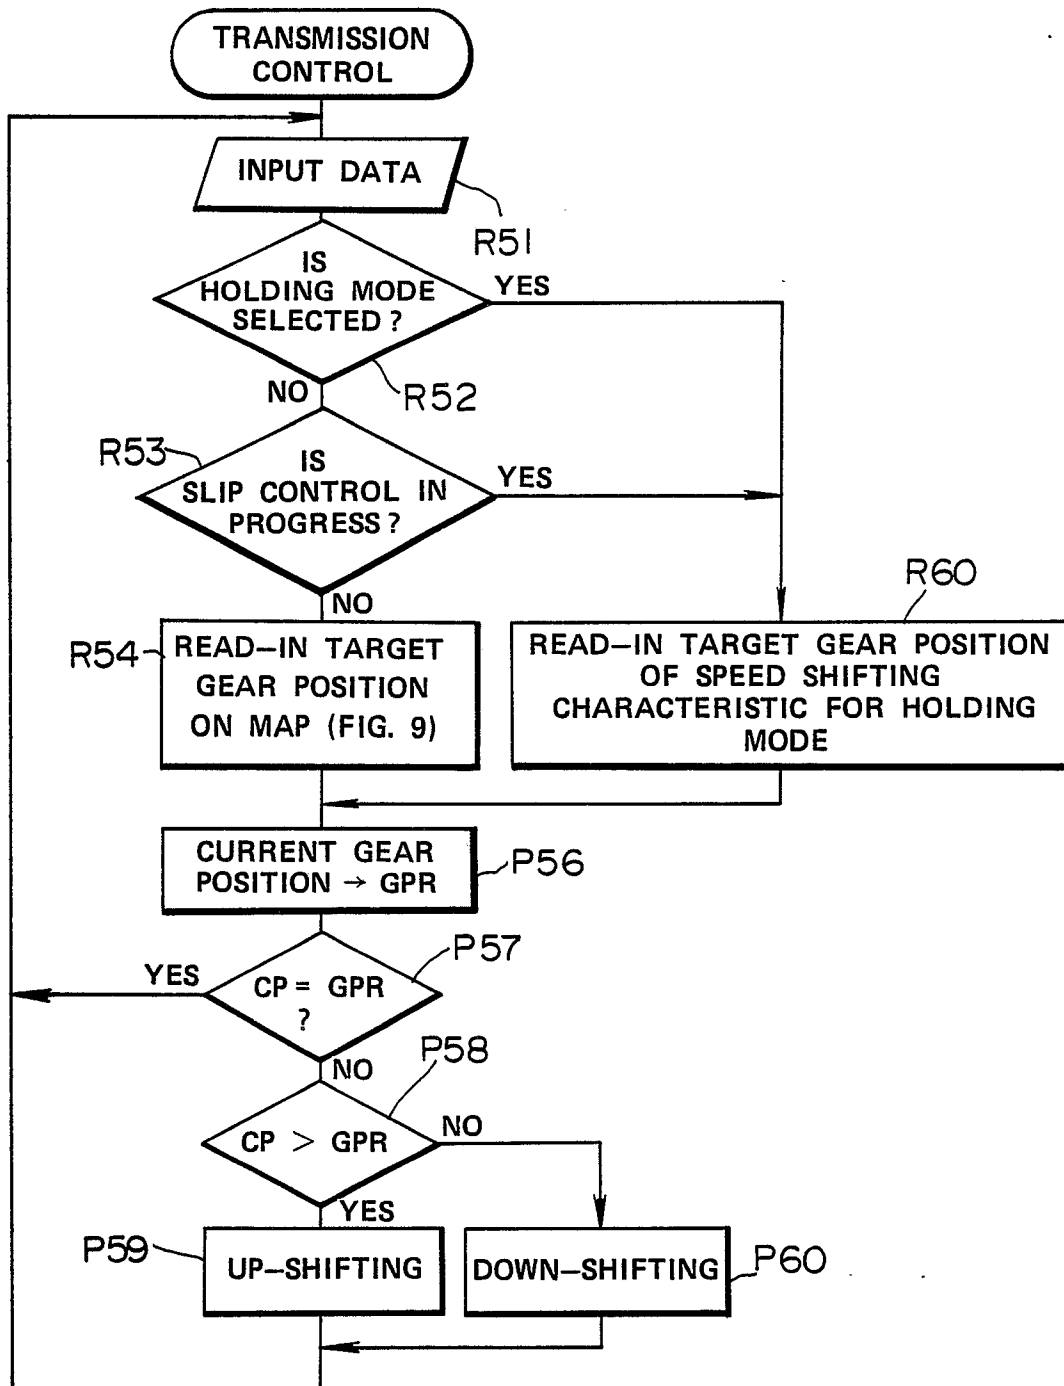 TRANSMISSION
CONTROL
INPUT DATA
R51
IS
HOLDING MODE
SELECTED?
YES
NO
R52
R53
IS
SLIP CONTROL IN
PROGRESS?
YES
NO
R60
R54
READ–IN TARGET
GEAR POSITION
ON MAP (FIG. 9)
READ–IN TARGET GEAR POSITION
OF SPEED SHIFTING
CHARACTERISTIC FOR HOLDING
MODE
CURRENT GEAR
POSITION → GPR
P56
P57
YES
CP = GPR
?
NO
P58
CP > GPR
NO
YES
P59
UP–SHIFTING
DOWN–SHIFTING
P60